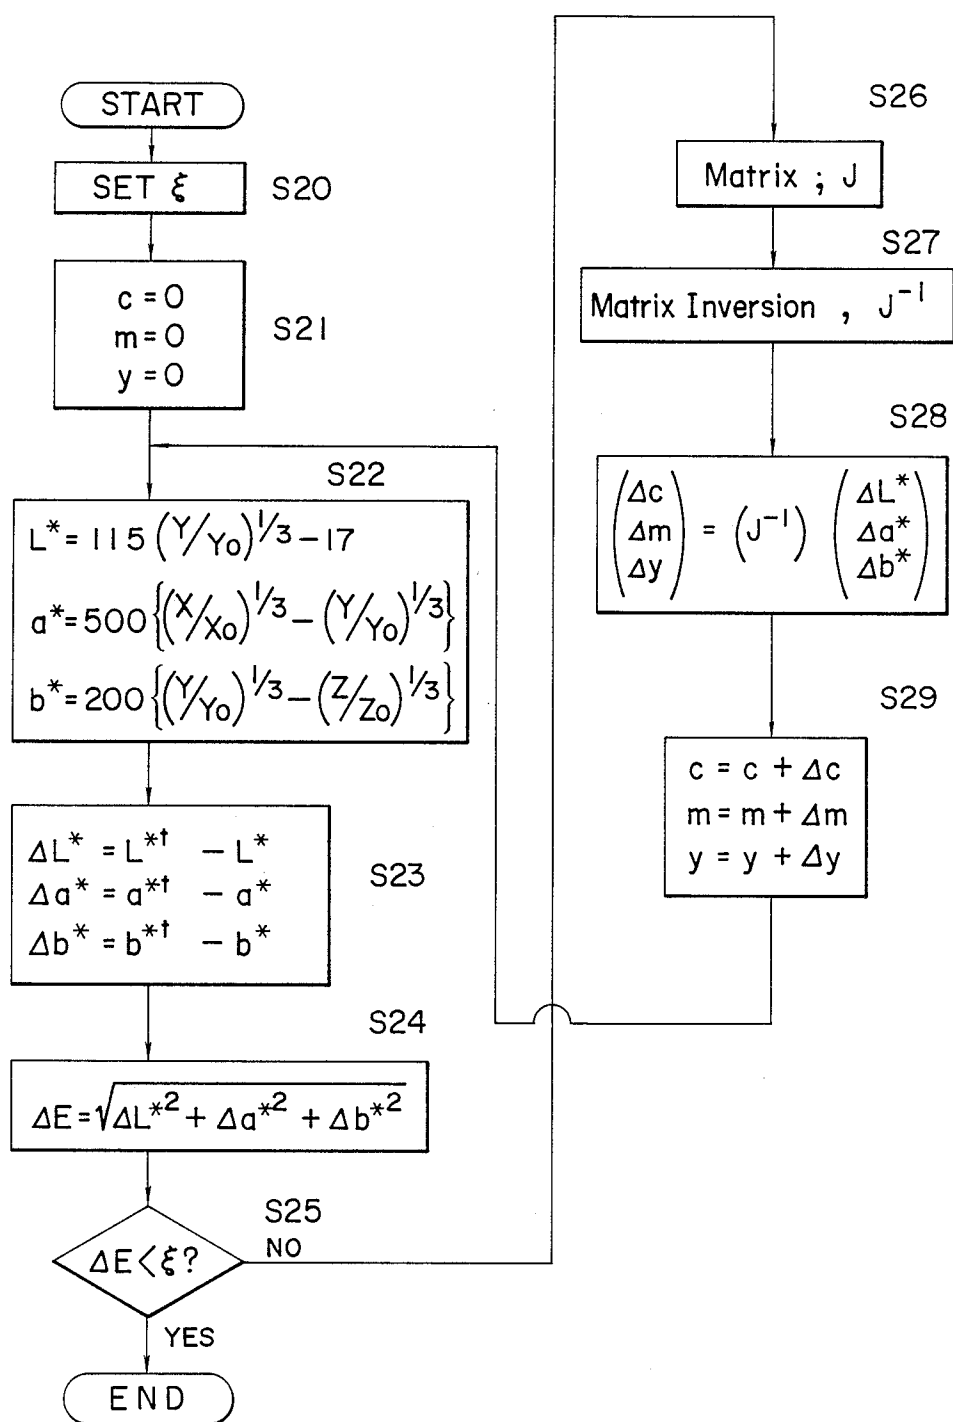 START
SET ξ
S20
c = 0
m = 0
y = 0
S21
S22
L* = 115 (Y/Yo)^1/3 − 17
a* = 500 {(X/Xo)^1/3 − (Y/Yo)^1/3}
b* = 200 {(Y/Yo)^1/3 − (Z/Zo)^1/3}
ΔL* = L*† − L*
Δa* = a*† − a*
Δb* = b*† − b*
S23
S24
ΔE = √ΔL*² + Δa*² + Δb*²
S25
ΔE < ξ?
NO
YES
END
S26
Matrix ; J
S27
Matrix Inversion , J⁻¹
S28
(Δc Δm Δy) = (J⁻¹) (ΔL* Δa* Δb*)
S29
c = c + Δc
m = m + Δm
y = y + Δy